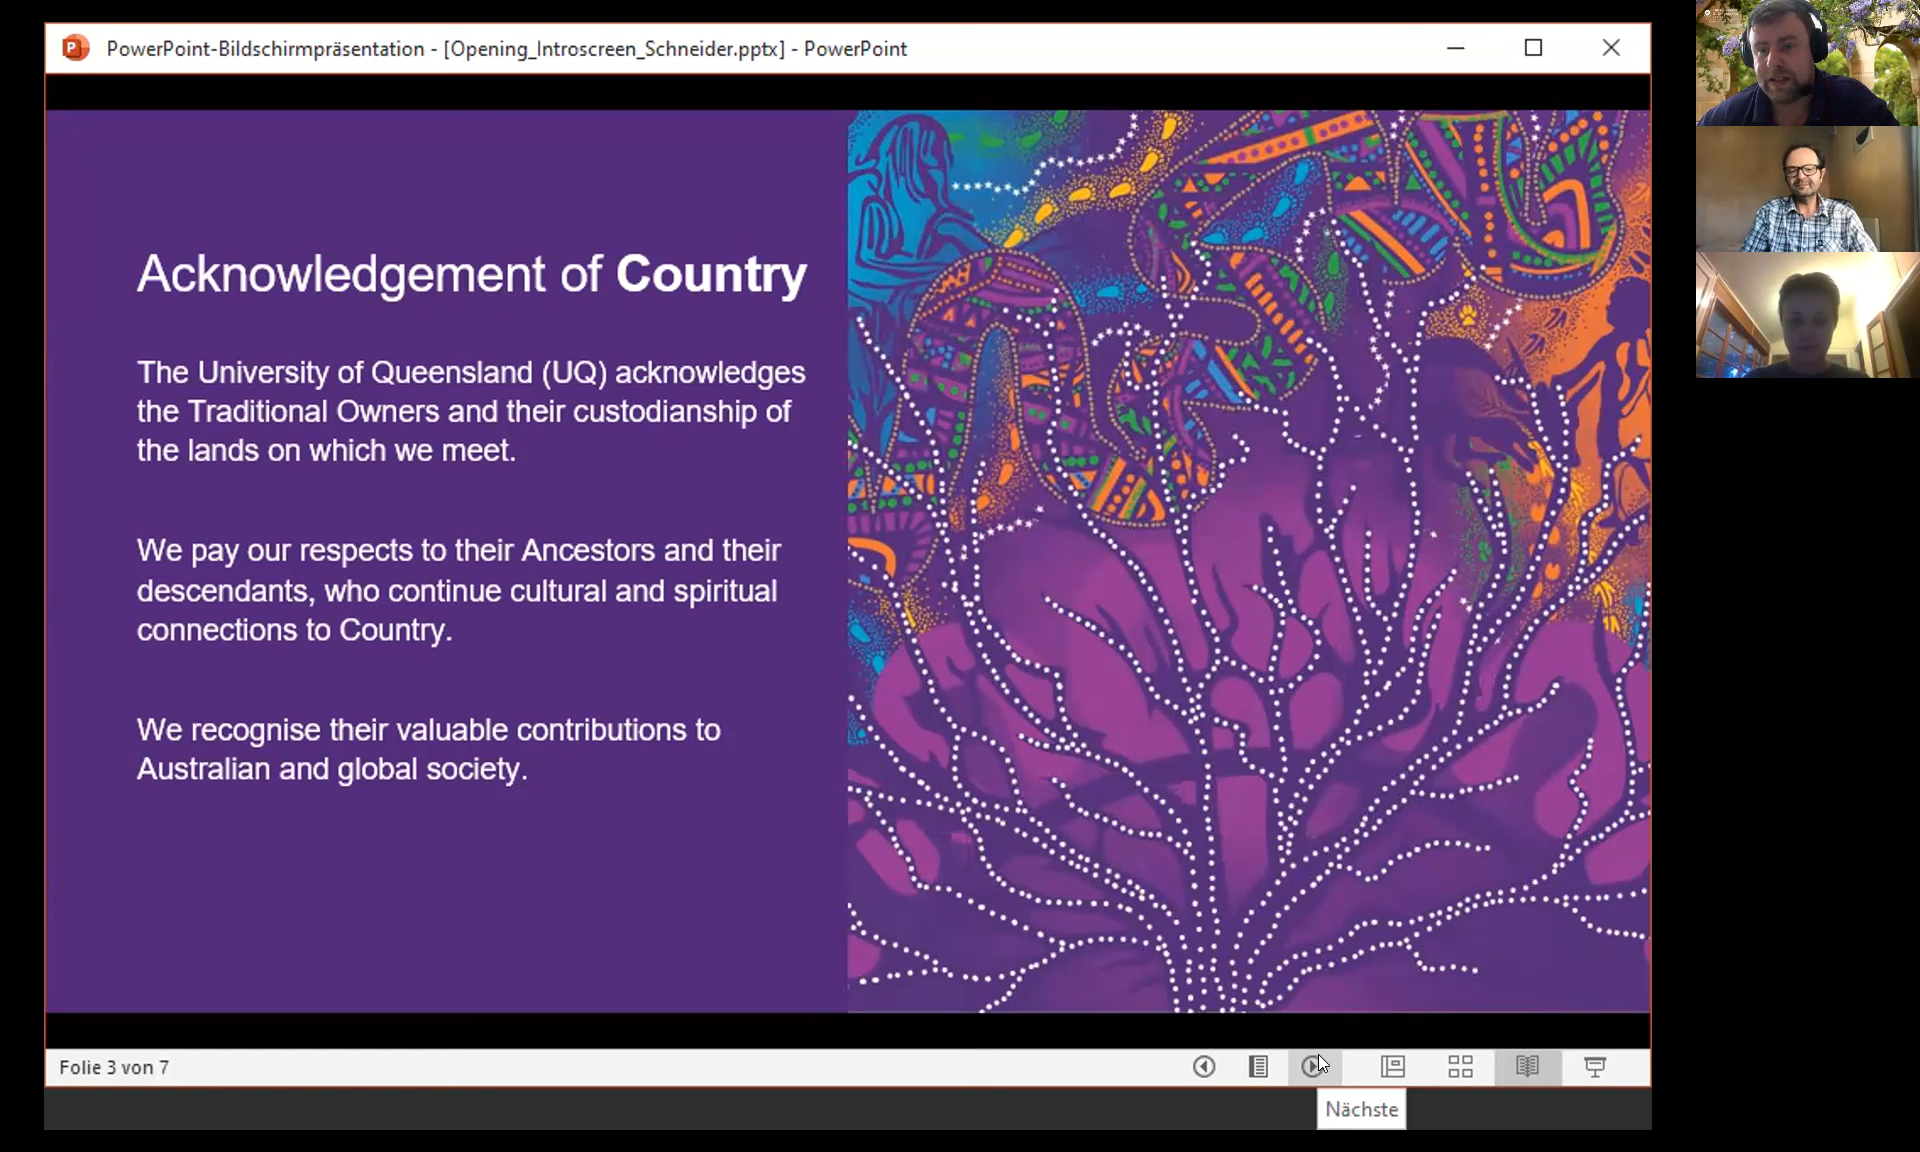 PowerPoint-Bildschirmpräsentation - [Opening_Introscreen_Schneider.pptx] - PowerPoint
Acknowledgement of Country
The University of Queensland (UQ) acknowledges
the Traditional Owners and their custodianship of
the lands on which we meet.
We pay our respects to their Ancestors and their
descendants, who continue cultural and spiritual
connections to Country.
We recognise their valuable contributions to
Australian and global society.
Folie 3 von 7
Nächste